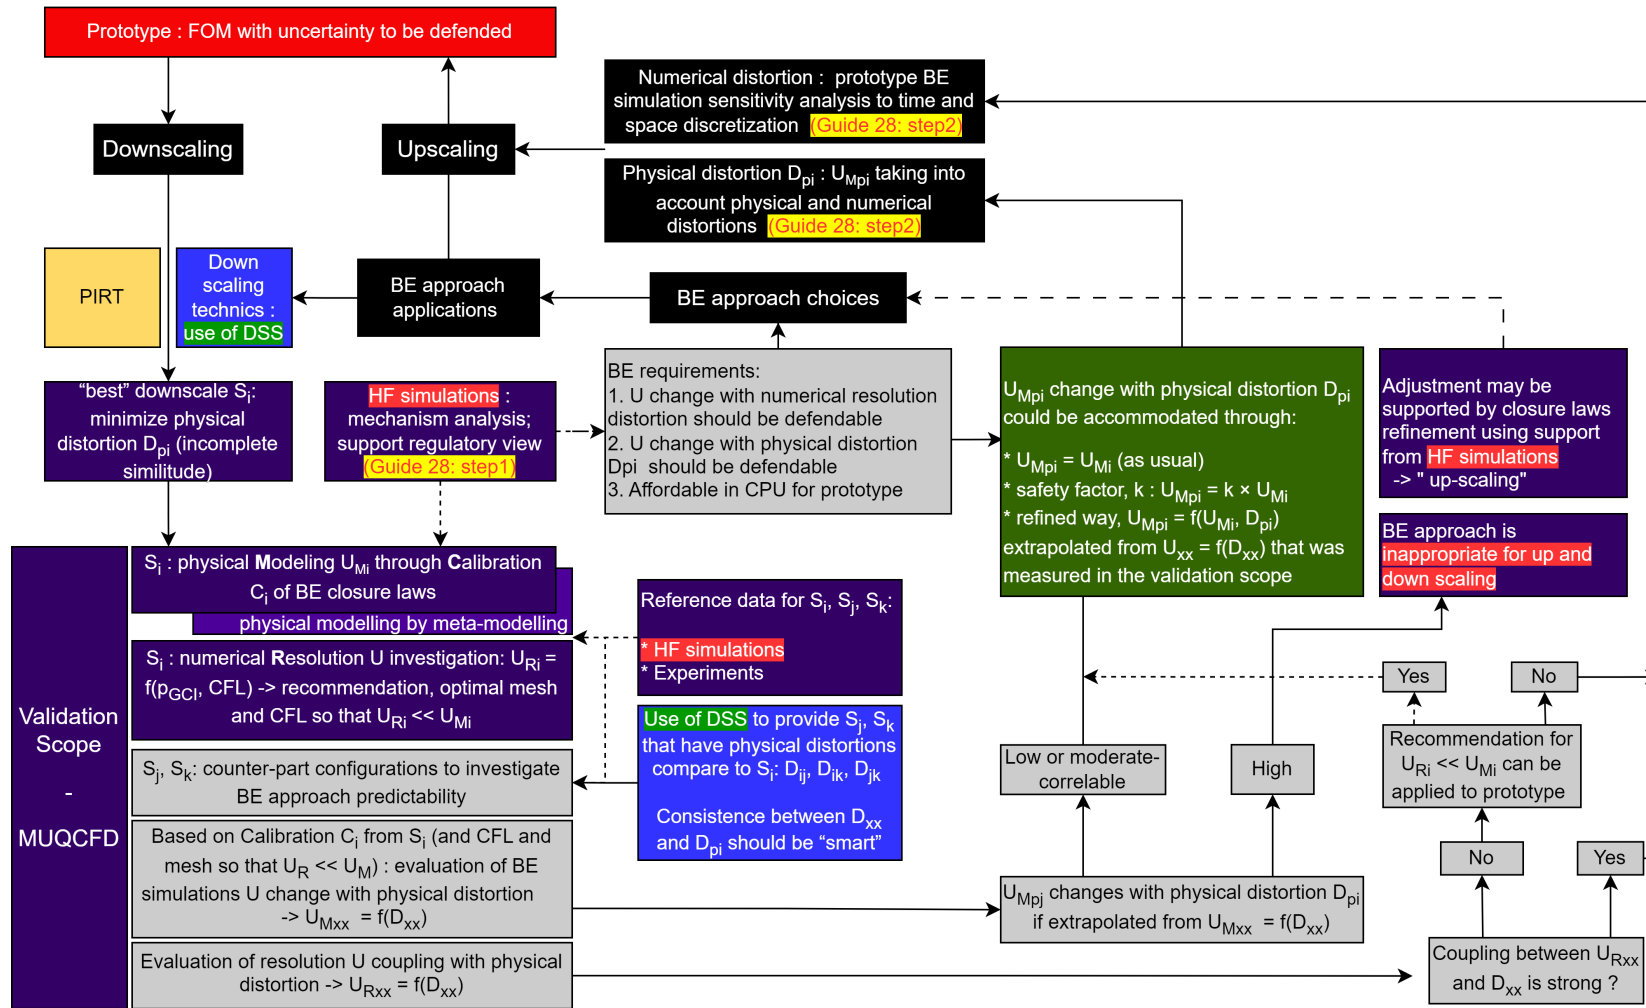 Prototype : FOM with uncertainty to be defended
Numerical distortion : prototype BE
simulation sensitivity analysis to time and
space discretization (Guide 28: step2)
Downscaling
Upscaling
Physical distortion Dpi : UMpi taking into
account physical and numerical
distortions (Guide 28: step2)
PIRT
Down
scaling
technics :
use of DSS
BE approach
applications
BE approach choices
"best" downscale Si:
minimize physical
distortion Dpi (incomplete
similitude)
HF simulations :
mechanism analysis;
support regulatory view
(Guide 28: step1)
BE requirements:
1. U change with numerical resolution
distortion should be defendable
2. U change with physical distortion
Dpi should be defendable
3. Affordable in CPU for prototype
UMpi change with physical distortion Dpi
could be accommodated through:
* UMpi = UMi (as usual)
* safety factor, k : UMpi = k × UMi
* refined way, UMpi = f(UMi, Dpi)
extrapolated from Uxx = f(Dxx) that was
measured in the validation scope
Adjustment may be
supported by closure laws
refinement using support
from HF simulations
-> " up-scaling"
BE approach is
inappropriate for up and
down scaling
Validation
Scope
-
MUQCFD
Si : physical Modeling UMi through Calibration
Ci of BE closure laws
physical modelling by meta-modelling
Si : numerical Resolution U investigation: URi =
f(pGCI, CFL) -> recommendation, optimal mesh
and CFL so that URi << UMi
Sj, Sk: counter-part configurations to investigate
BE approach predictability
Based on Calibration Ci from Si (and CFL and
mesh so that UR << UM) : evaluation of BE
simulations U change with physical distortion
-> UMxx = f(Dxx)
Evaluation of resolution U coupling with physical
distortion -> URxx = f(Dxx)
Reference data for Si, Sj, Sk:
* HF simulations
* Experiments
Use of DSS to provide Sj, Sk
that have physical distortions
compare to Si: Dij, Dik, Djk
Consistence between Dxx
and Dpi should be "smart"
Low or moderate-
correlable
High
UMpj changes with physical distortion Dpi
if extrapolated from UMxx = f(Dxx)
Yes
No
Recommendation for
URi << UMi can be
applied to prototype
No
Yes
Coupling between URxx
and Dxx is strong ?